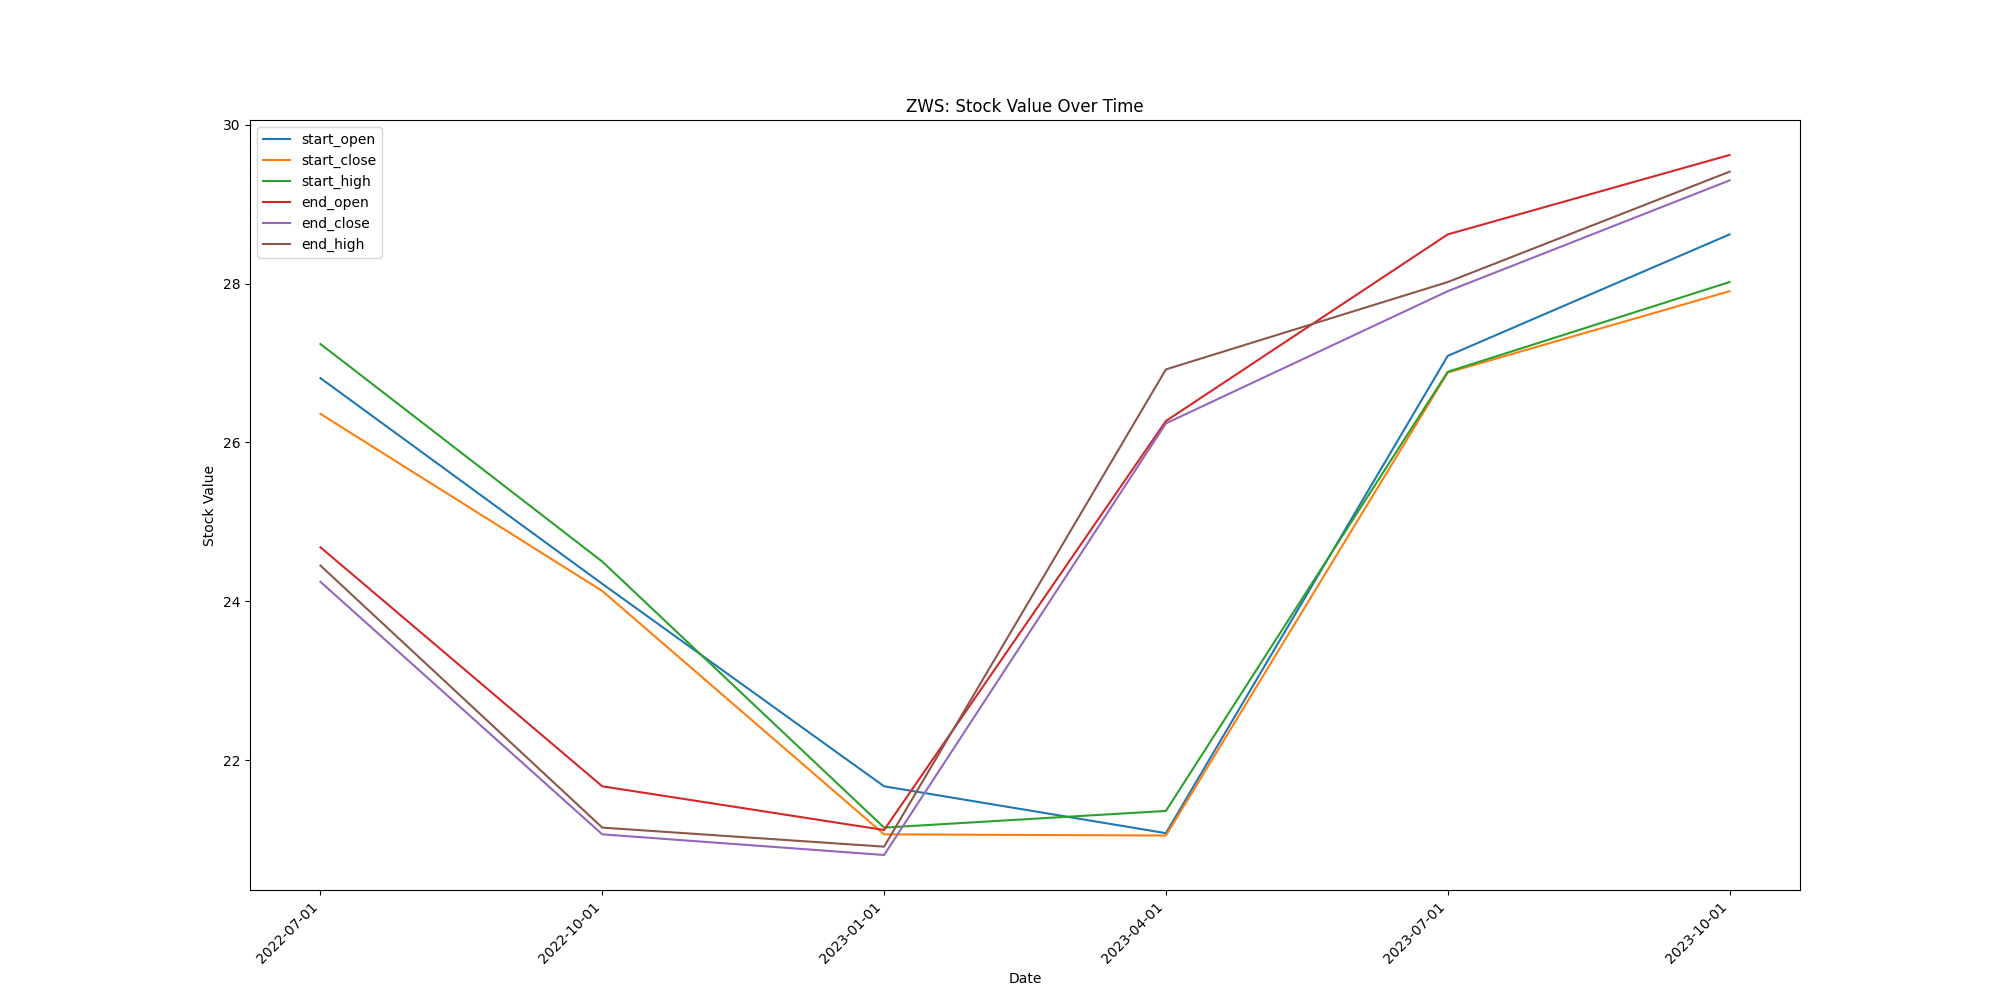 ZWS: Stock Value Over Time
30
28
26
24
22
Stock Value
start_open
start_close
start_high
end_open
end_close
end_high
2022-07-01
2022-10-01
2023-01-01
2023-04-01
2023-07-01
2023-10-01
Date